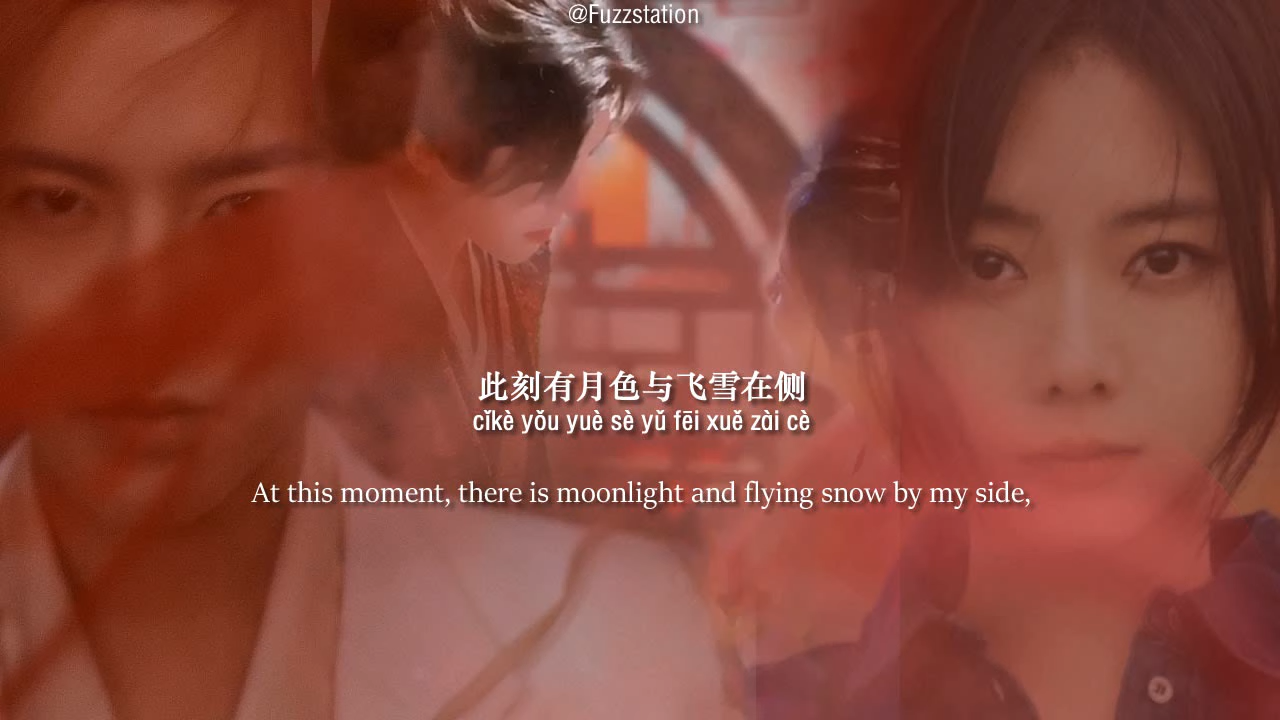 @Fuzzstation
此刻有月色与飞雪在侧
cǐkè yǒu yuè sè yǔ fēi xuě zài cè
At this moment, there is moonlight and flying snow by my side,